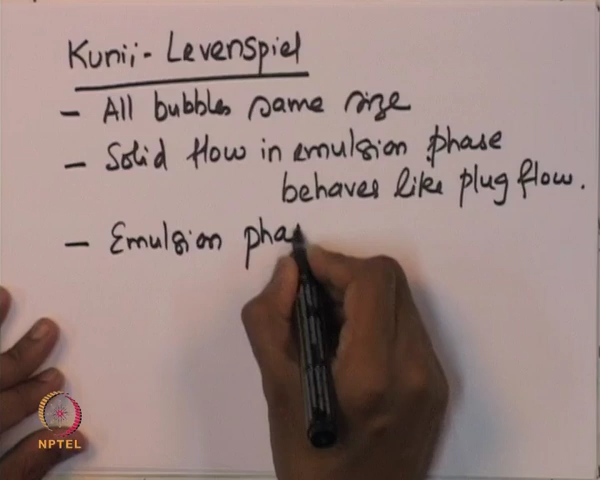 Kunii - Levenspiel
- All bubbles same size
- Solid flow in emulsion phase
behaves like plug flow.
- Emulsion pha
NPTEL